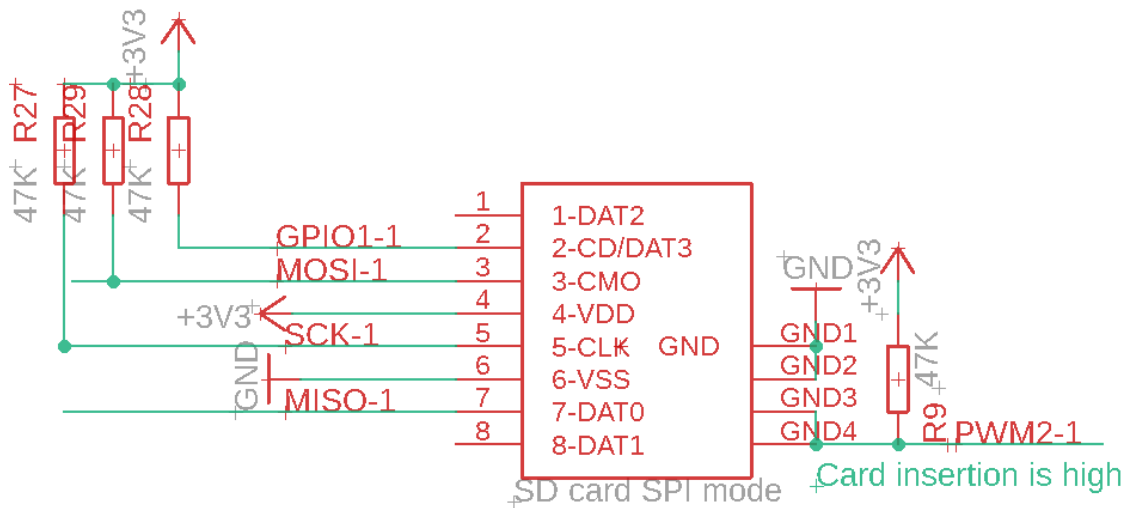 +3V3
R27
R29
R28
47K
47K
47K
GPIO1-1
MOSI-1
+3V3
SCK-1
GND
MISO-1
1
2
3
4
5
6
7
8
1-DAT2
2-CD/DAT3
3-CMO
4-VDD
5-CLK
6-VSS
7-DAT0
8-DAT1
GND
GND
GND1
GND2
GND3
GND4
+3V3
47K
R9
PWM2-1
Card insertion is high
SD card SPI mode